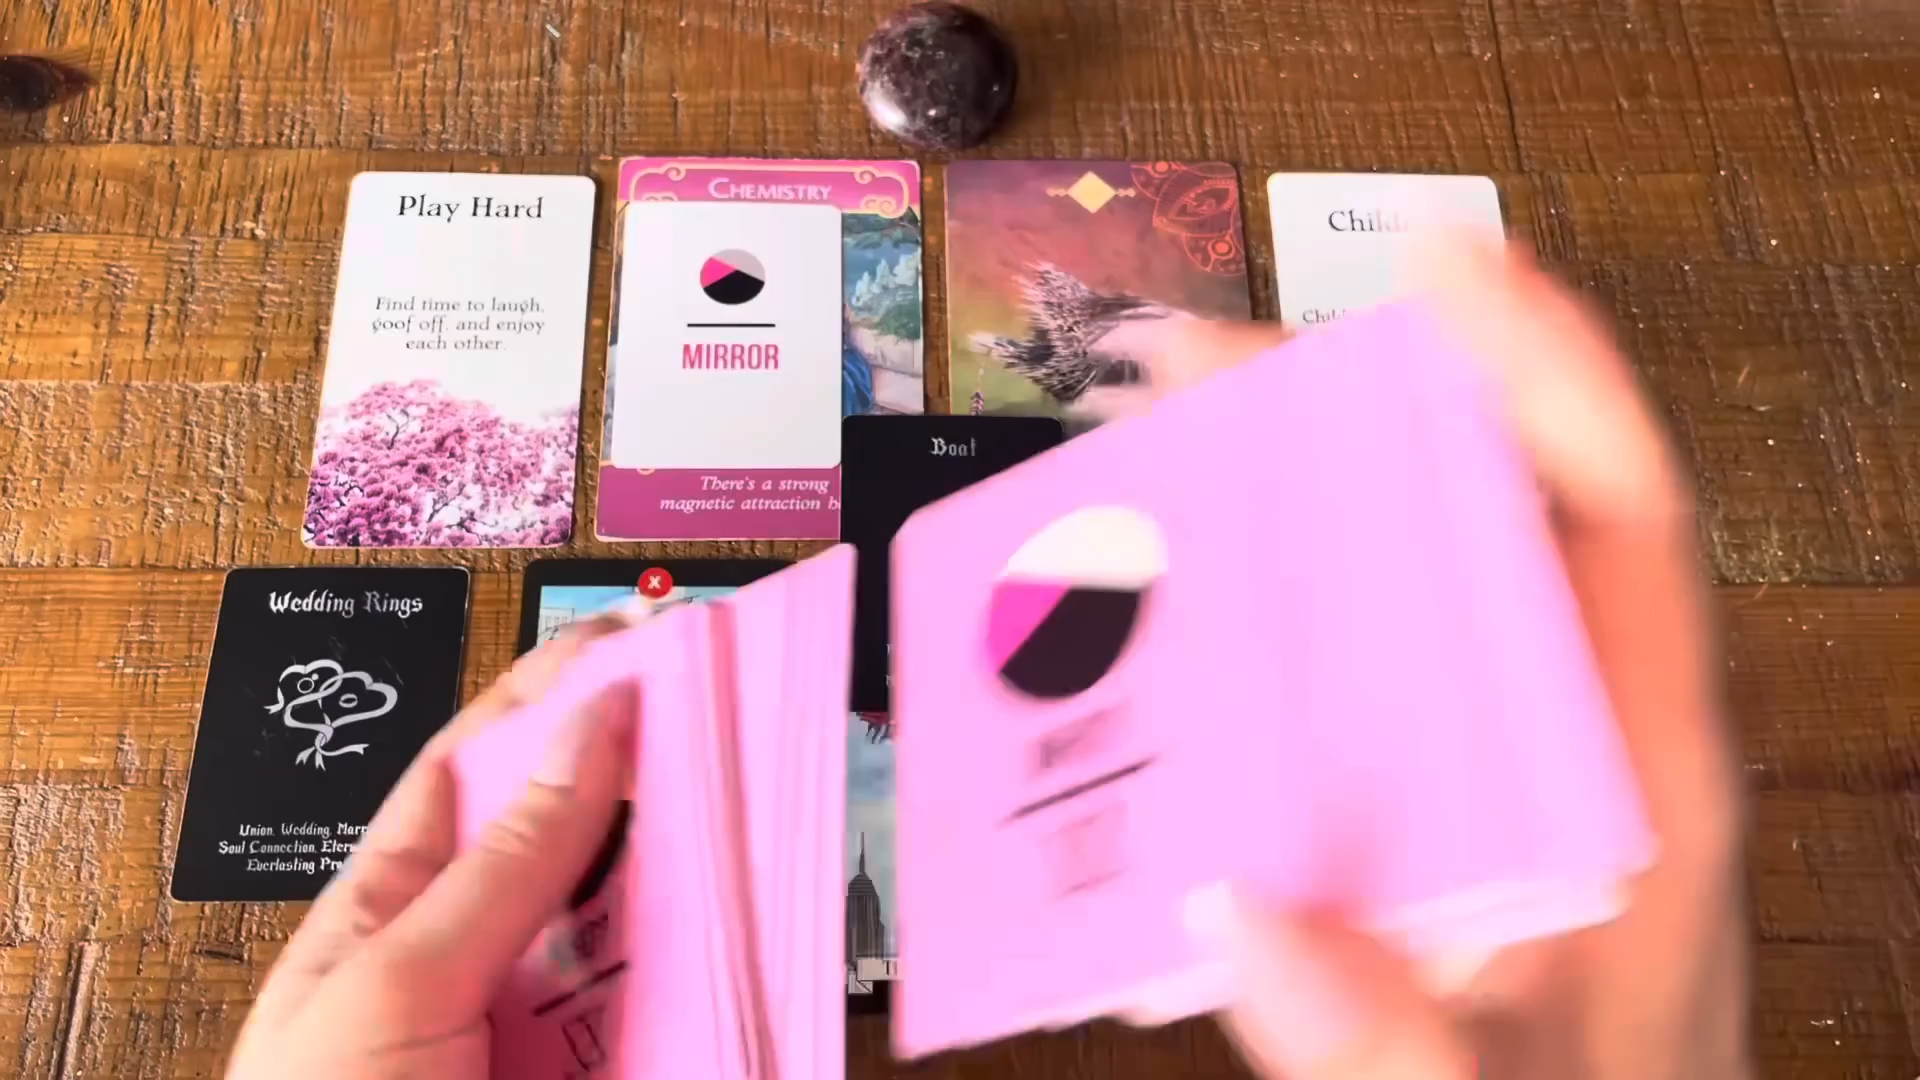 Play Hard
Find time to laugh,
goof off, and enjoy
each other.
CHEMISTRY
MIRROR
There's a strong
magnetic attraction
Boat
Wedding Rings
Union, Wedding,
Soul Connection,
Everlasting
X